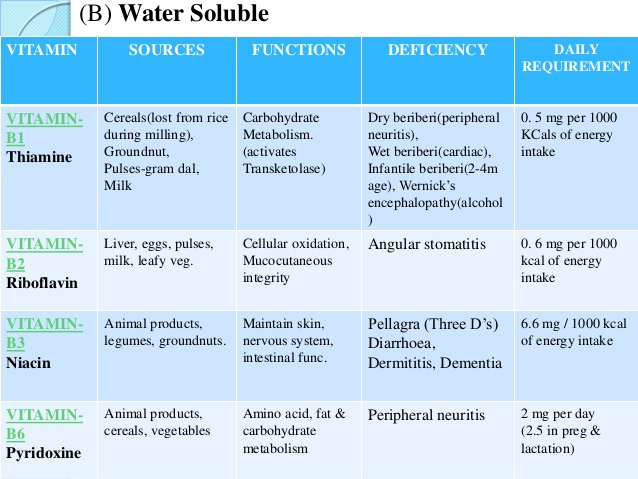 (B) Water Soluble
VITAMIN
SOURCES
FUNCTIONS
DEFICIENCY
DAILY
REQUIREMENT
VITAMIN-
B1
Thiamine
Cereals(lost from rice
during milling),
Groundnut,
Pulses-gram dal,
Milk
Carbohydrate
Metabolism.
(activates
Transketolase)
Dry beriberi(peripheral
neuritis),
Wet beriberi(cardiac),
Infantile beriberi(2-4m
age), Wernick's
encephalopathy(alcohol
)
0. 5 mg per 1000
KCals of energy
intake
VITAMIN-
B2
Riboflavin
Liver, eggs, pulses,
milk, leafy veg.
Cellular oxidation,
Mucocutaneous
integrity
Angular stomatitis
0. 6 mg per 1000
kcal of energy
intake
VITAMIN-
B3
Niacin
Animal products,
legumes, groundnuts.
Maintain skin,
nervous system,
intestinal func.
Pellagra (Three D's)
Diarrhoea,
Dermititis, Dementia
6.6 mg / 1000 kcal
of energy intake
VITAMIN-
B6
Pyridoxine
Animal products,
cereals, vegetables
Amino acid, fat &
carbohydrate
metabolism
Peripheral neuritis
2 mg per day
(2.5 in preg &
lactation)